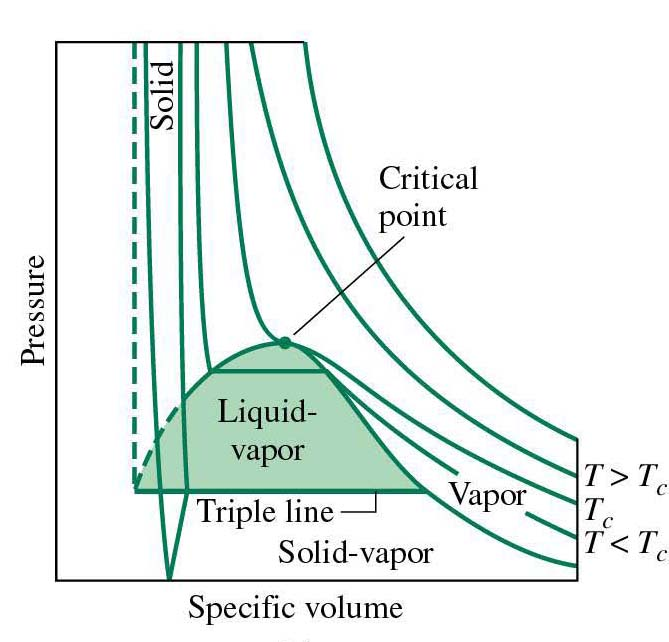 Solid
Critical
point
Pressure
Liquid-
vapor
Vapor
T > Tc
Tc
T < Tc
Triple line
Solid-vapor
Specific volume